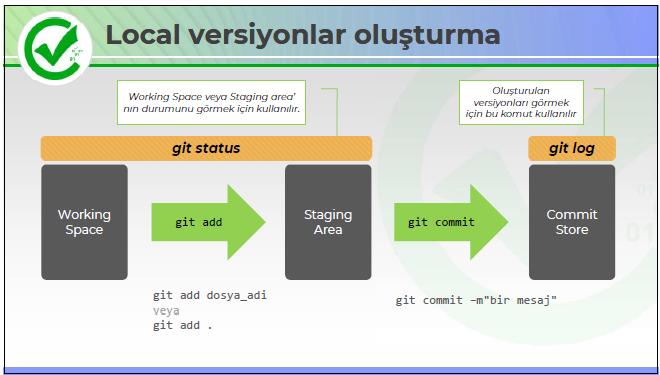 Local versiyonlar oluşturma
Working Space veya Staging area'
nın durumunu görmek için kullanılır.
Oluşturulan
versiyonları görmek
için bu komut kullanılır
git status
git log
Working
Space
git add
Staging
Area
git commit
Commit
Store
git add dosya_adi
veya
git add .
git commit –m"bir mesaj"